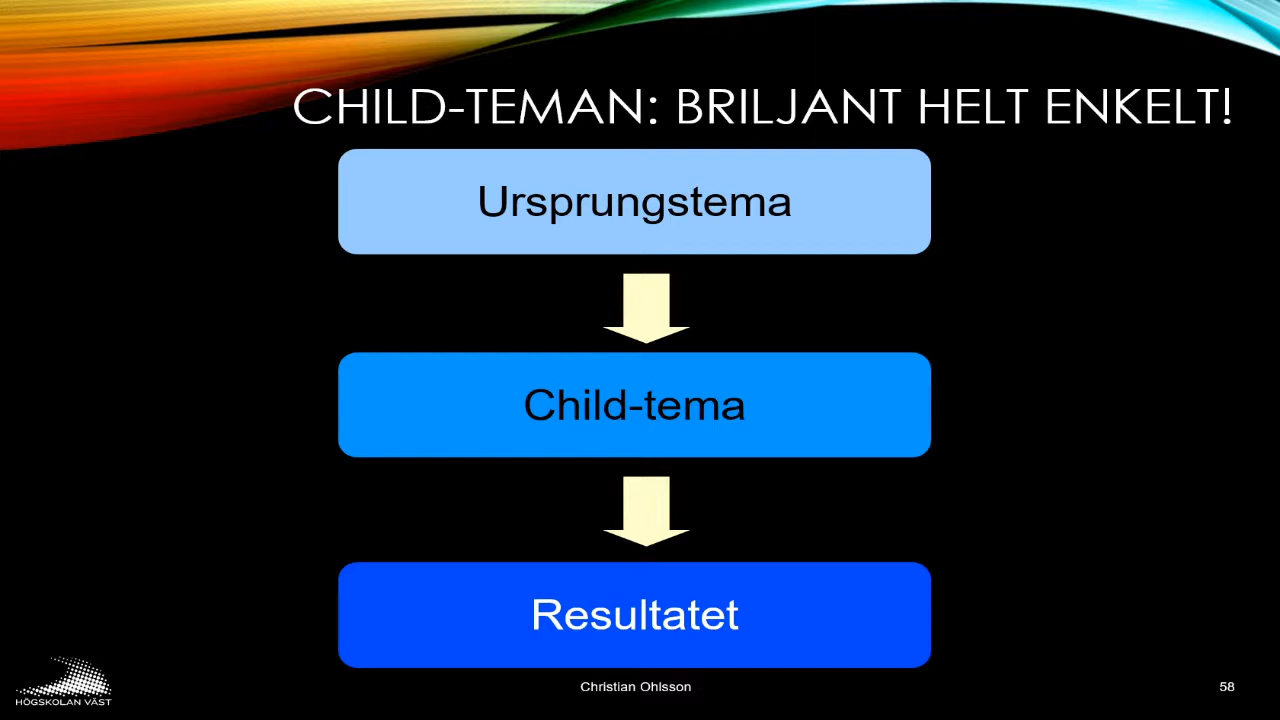 CHILD-TEMAN: BRILJANT HELT ENKELT!
Ursprungstema
Child-tema
Resultatet
HÖGSKOLAN VÄST
Christian Ohlsson
58